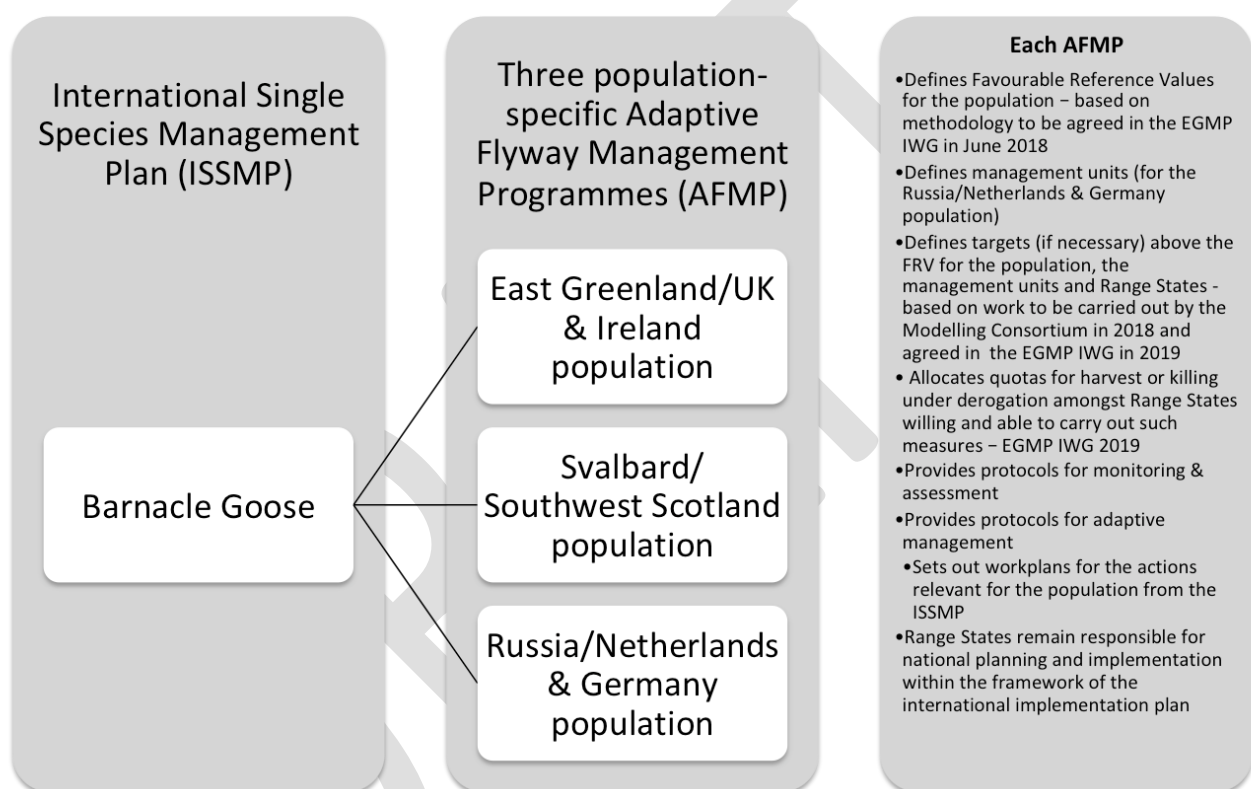 International Single
Species Management
Plan (ISSMP)
Barnacle Goose
Three population-
specific Adaptive
Flyway Management
Programmes (AFMP)
East Greenland/UK
& Ireland
population
Svalbard/
Southwest Scotland
population
Russia/Netherlands
& Germany
population
Each AFMP
•Defines Favourable Reference Values
for the population – based on
methodology to be agreed in the EGMP
IWG in June 2018
•Defines management units (for the
Russia/Netherlands & Germany
population)
•Defines targets (if necessary) above the
FRV for the population, the
management units and Range States -
based on work to be carried out by the
Modelling Consortium in 2018 and
agreed in the EGMP IWG in 2019
• Allocates quotas for harvest or killing
under derogation amongst Range States
willing and able to carry out such
measures – EGMP IWG 2019
•Provides protocols for monitoring &
assessment
•Provides protocols for adaptive
management
•Sets out workplans for the actions
relevant for the population from the
ISSMP
•Range States remain responsible for
national planning and implementation
within the framework of the
international implementation plan